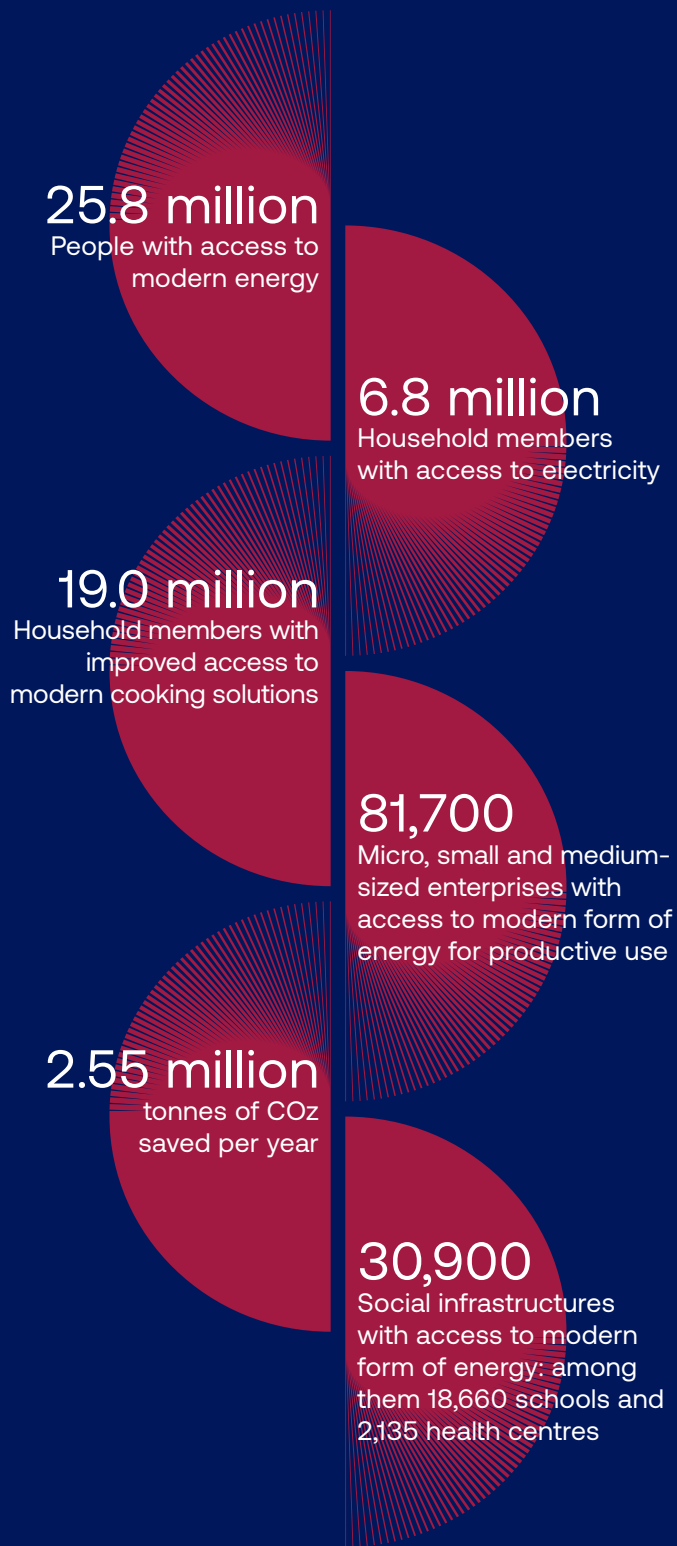 25.8 million
People with access to
modern energy
6.8 million
Household members
with access to electricity
19.0 million
Household members with
improved access to
modern cooking solutions
81,700
Micro, small and medium-
sized enterprises with
access to modern form of
energy for productive use
2.55 million
tonnes of COz
saved per year
30,900
Social infrastructures
with access to modern
form of energy: among
them 18,660 schools and
2,135 health centres